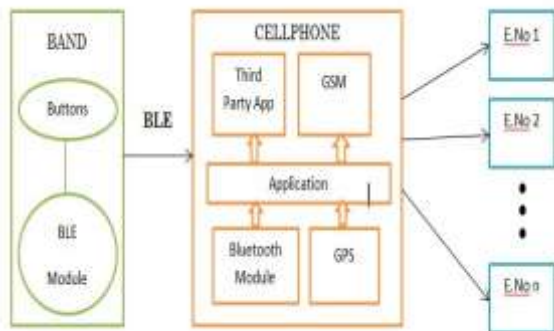 BAND
Buttons
BLE
Module
BLE
CELLPHONE
Third
Party App
GSM
Application
Bluetooth
Module
GPS
E.No 1
E.No 2
E.No n